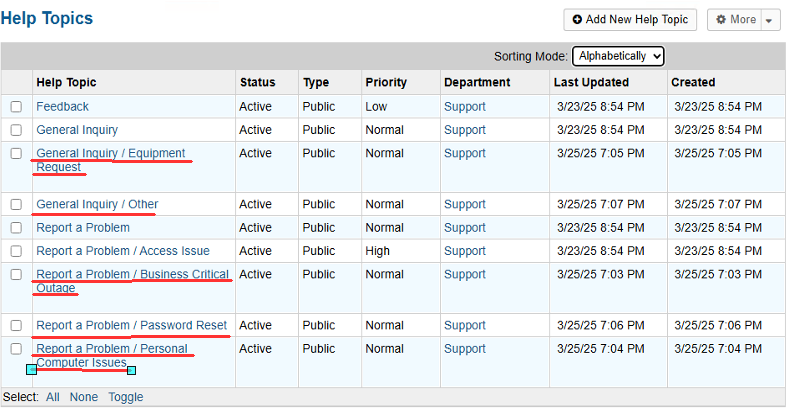 Help Topics
Add New Help Topic
More
Sorting Mode: Alphabetically
Help Topic Status Type Priority Department Last Updated Created
Feedback Active Public Low Support 3/23/25 8:54 PM 3/23/25 8:54 PM
General Inquiry Active Public Normal Support 3/23/25 8:54 PM 3/23/25 8:54 PM
General Inquiry / Equipment Active Public Normal Support 3/25/25 7:05 PM 3/25/25 7:05 PM
Request
General Inquiry / Other Active Public Normal Support 3/25/25 7:07 PM 3/25/25 7:07 PM
Report a Problem Active Public Normal Support 3/23/25 8:54 PM 3/23/25 8:54 PM
Report a Problem / Access Issue Active Public High Support 3/23/25 8:54 PM 3/23/25 8:54 PM
Report a Problem / Business Critical Active Public Normal Support 3/25/25 7:03 PM 3/25/25 7:03 PM
Outage
Report a Problem / Password Reset Active Public Normal Support 3/25/25 7:06 PM 3/25/25 7:06 PM
Report a Problem / Personal Active Public Normal Support 3/25/25 7:04 PM 3/25/25 7:04 PM
Computer Issues
Select: All None Toggle